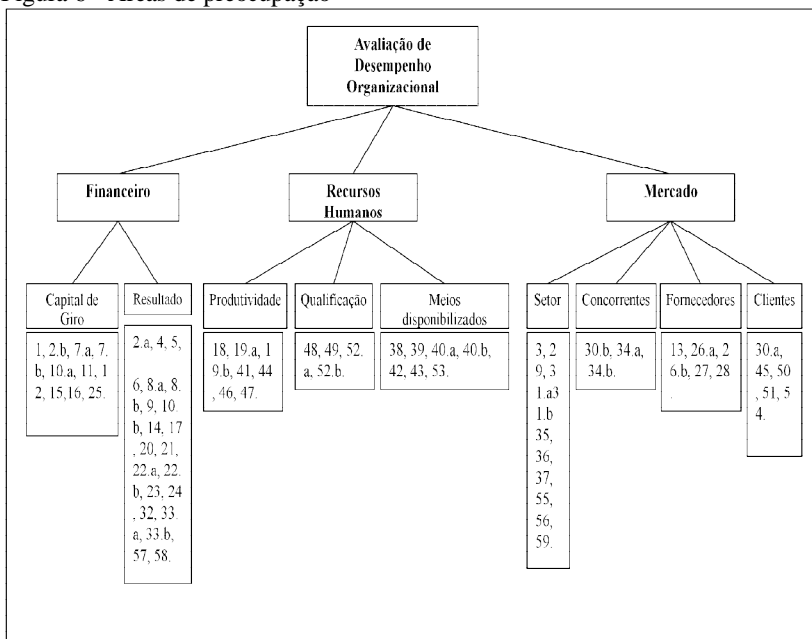 Figura 6 - Áreas de preocupação
Avaliação de
Desempenho
Organizacional
Financeiro
Recursos
Humanos
Mercado
Capital de
Giro
1, 2.b, 7.a, 7.
b, 10.a, 11, 1
2, 15,16, 25.
Resultado
2.a, 4, 5,
6, 8.a, 8.
b, 9, 10.
b, 14, 17
, 20, 21,
22.a, 22.
b, 23, 24
, 32, 33.
a, 33.b,
57, 58.
Produtividade
18, 19.a, 1
9.b, 41, 44
, 46, 47.
Qualificação
48, 49, 52.
a, 52.b.
Meios
disponibilizados
38, 39, 40.a, 40.b,
42, 43, 53.
Setor
3, 2
9, 3
1.a3
1.b
35,
36,
37,
55,
56,
59.
Concorrentes
30.b, 34.a,
34.b.
Fornecedores
13, 26.a, 2
6.b, 27, 28
.
Clientes
30.a,
45, 50
, 51, 5
4.